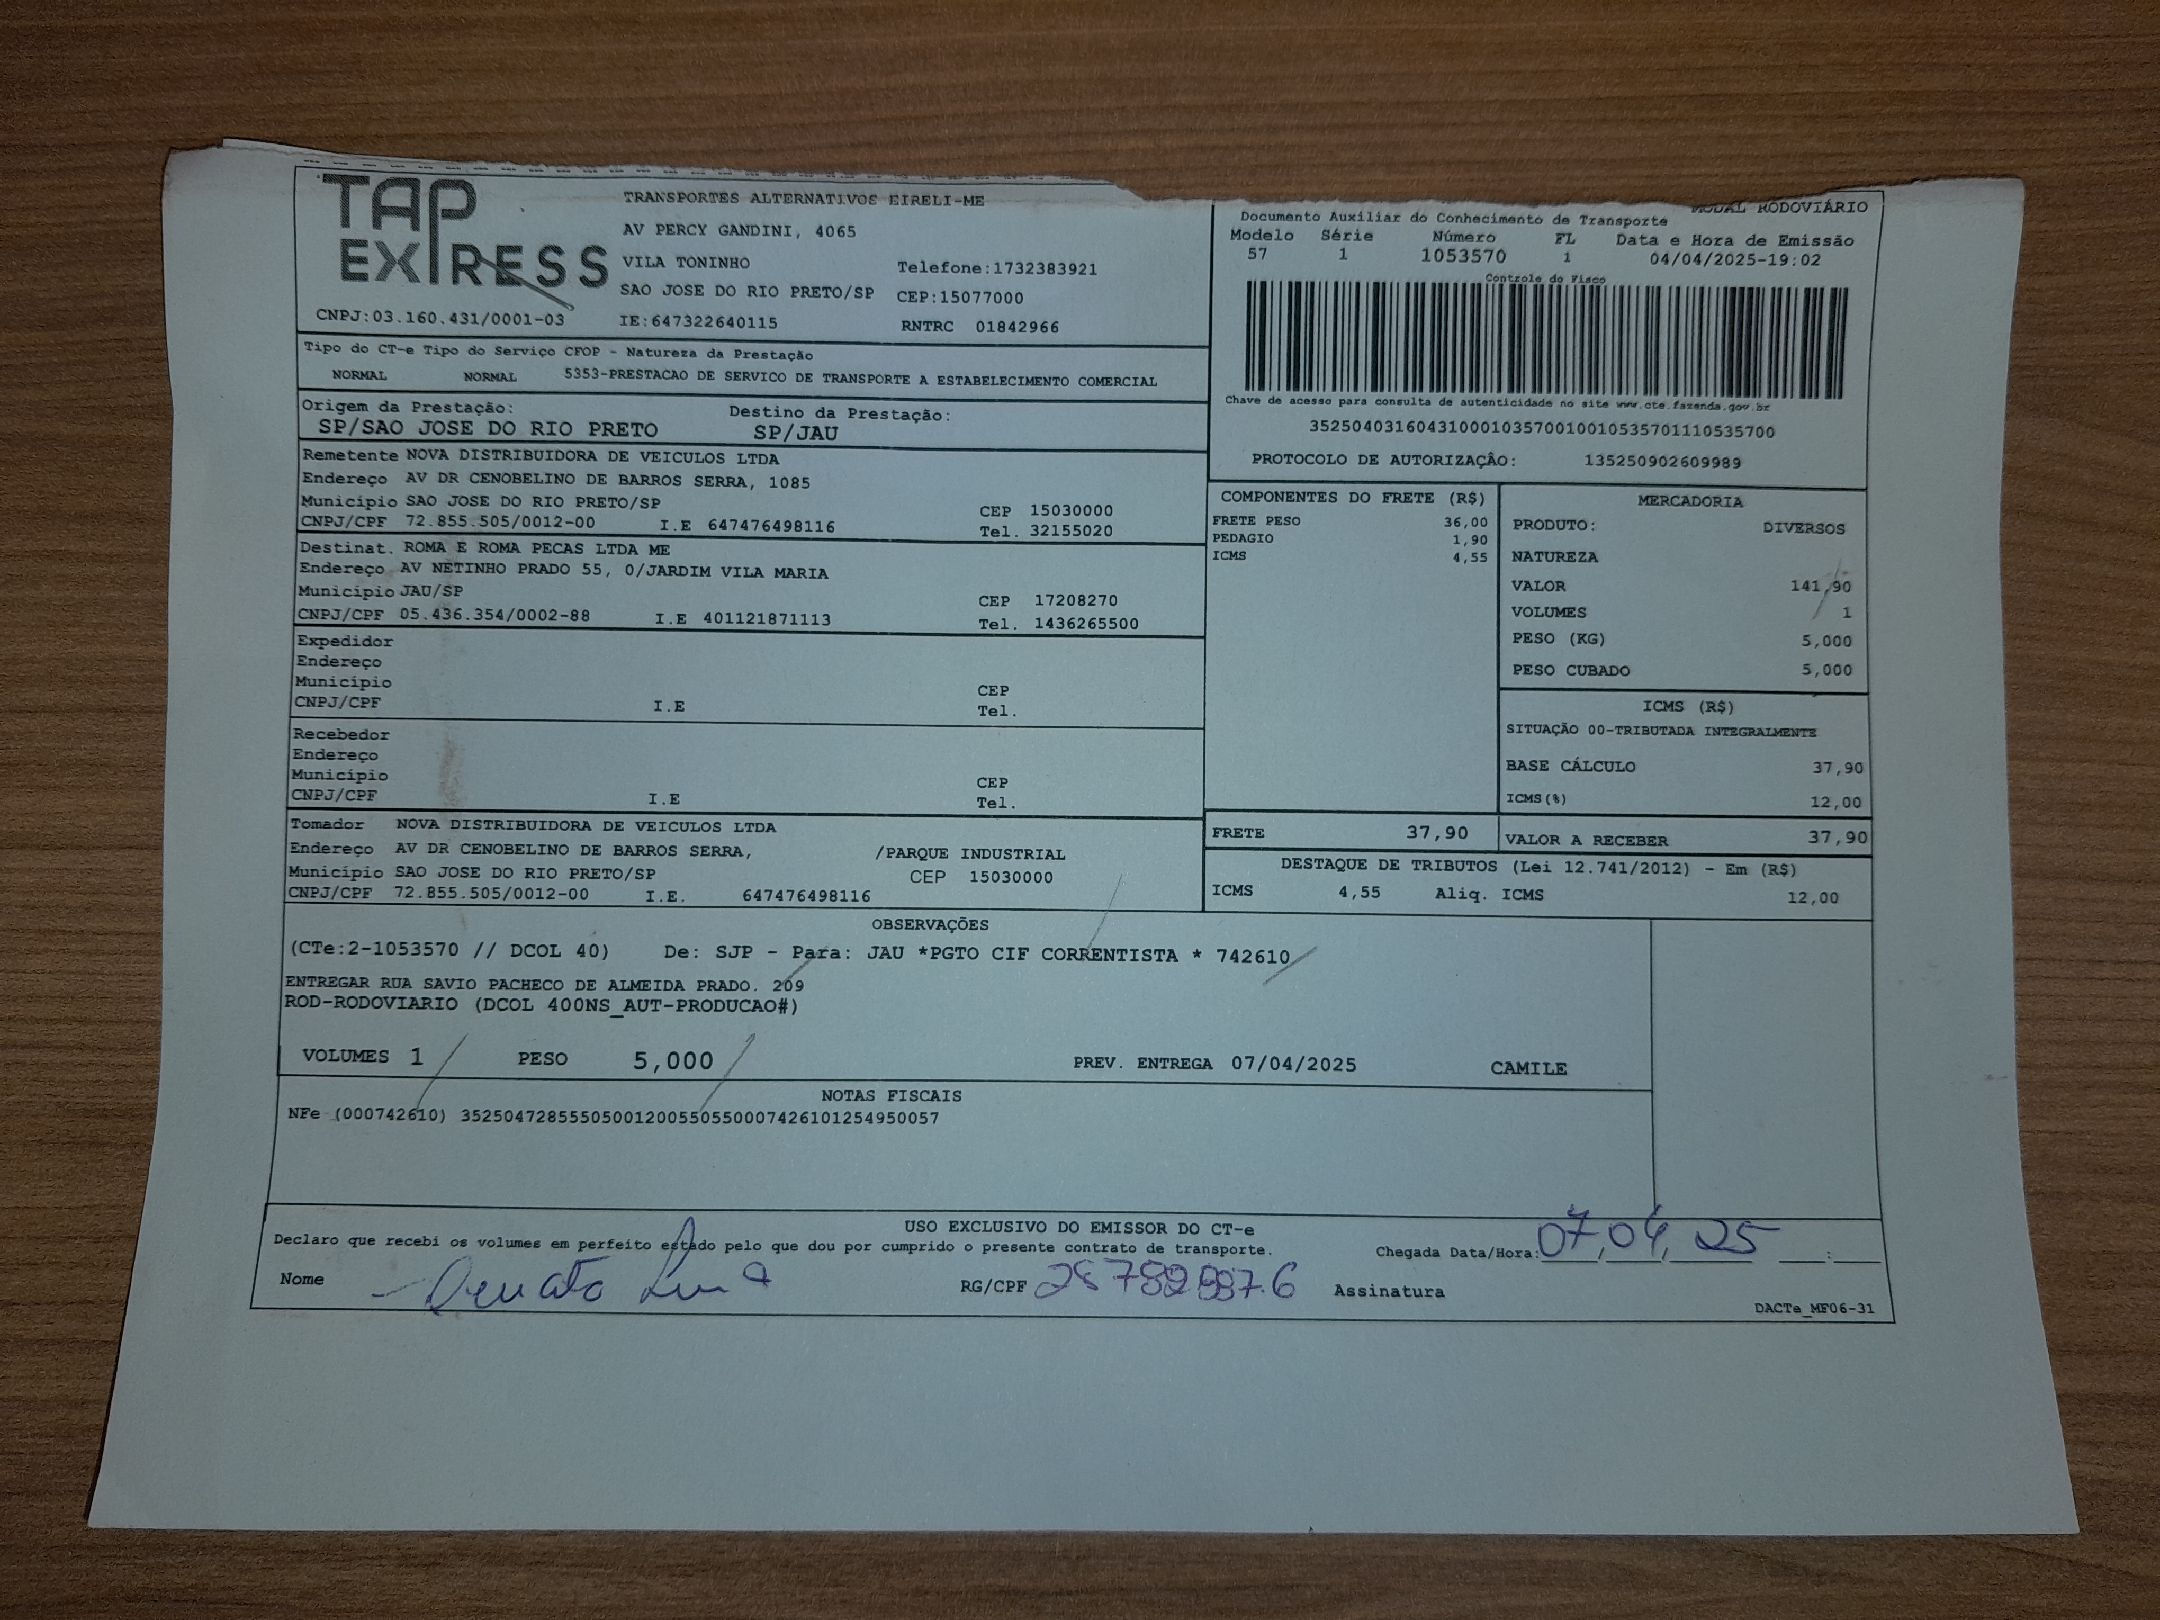 TAP EXPRESS
TRANSPORTES ALTERNATIVOS EIRELI-ME
AV PERCY GANDINI, 4065
VILA TONINHO
Telefone:1732383921
SAO JOSE DO RIO PRETO/SP CEP:15077000
CNPJ:03.160.431/0001-03 IE:647322640115 RNTRC 01842966
MODAL RODOVIÁRIO
Documento Auxiliar do Conhecimento de Transporte
Modelo Série Número FL Data e Hora de Emissão
57 1 1053570 1 04/04/2025-19:02
Controle do Fisco
Chave de acesso para consulta de autenticidade no site www.cte.fazenda.gov.br
35250403160431000103570010010535701110535700
PROTOCOLO DE AUTORIZAÇÂO: 135250902609989
Tipo do CT-e Tipo do Serviço CFOP - Natureza da Prestação
NORMAL NORMAL 5353-PRESTACAO DE SERVICO DE TRANSPORTE A ESTABELECIMENTO COMERCIAL
Origem da Prestação: Destino da Prestação:
SP/SAO JOSE DO RIO PRETO SP/JAU
Remetente NOVA DISTRIBUIDORA DE VEICULOS LTDA
Endereço AV DR CENOBELINO DE BARROS SERRA, 1085
Município SAO JOSE DO RIO PRETO/SP CEP 15030000
CNPJ/CPF 72.855.505/0012-00 I.E 647476498116 Tel. 32155020
Destinat. ROMA E ROMA PECAS LTDA ME
Endereço AV NETINHO PRADO 55, 0/JARDIM VILA MARIA
Município JAU/SP CEP 17208270
CNPJ/CPF 05.436.354/0002-88 I.E 401121871113 Tel. 1436265500
Expedidor
Endereço
Município CEP
CNPJ/CPF I.E Tel.
Recebedor
Endereço
Município CEP
CNPJ/CPF I.E Tel.
Tomador NOVA DISTRIBUIDORA DE VEICULOS LTDA
Endereço AV DR CENOBELINO DE BARROS SERRA, /PARQUE INDUSTRIAL
Município SAO JOSE DO RIO PRETO/SP CEP 15030000
CNPJ/CPF 72.855.505/0012-00 I.E. 647476498116
COMPONENTES DO FRETE (R$)
FRETE PESO 36,00
PEDAGIO 1,90
ICMS 4,55
MERCADORIA
PRODUTO: DIVERSOS
NATUREZA
VALOR 141,90
VOLUMES 1
PESO (KG) 5,000
PESO CUBADO 5,000
ICMS (R$)
SITUAÇÃO 00-TRIBUTADA INTEGRALMENTE
BASE CÁLCULO 37,90
ICMS(%) 12,00
FRETE 37,90 VALOR A RECEBER 37,90
DESTAQUE DE TRIBUTOS (Lei 12.741/2012) - Em (R$)
ICMS 4,55 Aliq. ICMS 12,00
OBSERVAÇÕES
(CTe:2-1053570 // DCOL 40) De: SJP - Para: JAU *PGTO CIF CORRENTISTA * 742610
ENTREGAR RUA SAVIO PACHECO DE ALMEIDA PRADO. 209
ROD-RODOVIARIO (DCOL 400NS_AUT-PRODUCAO#)
VOLUMES 1 PESO 5,000 PREV. ENTREGA 07/04/2025 CAMILE
NOTAS FISCAIS
NFe (000742610) 35250472855505001200550550007426101254950057
USO EXCLUSIVO DO EMISSOR DO CT-e
Declaro que recebi os volumes em perfeito estado pelo que dou por cumprido o presente contrato de transporte.
Chegada Data/Hora: 07,04, 25 :
Nome Renato RG/CPF Assinatura
DACTe_MF06-31